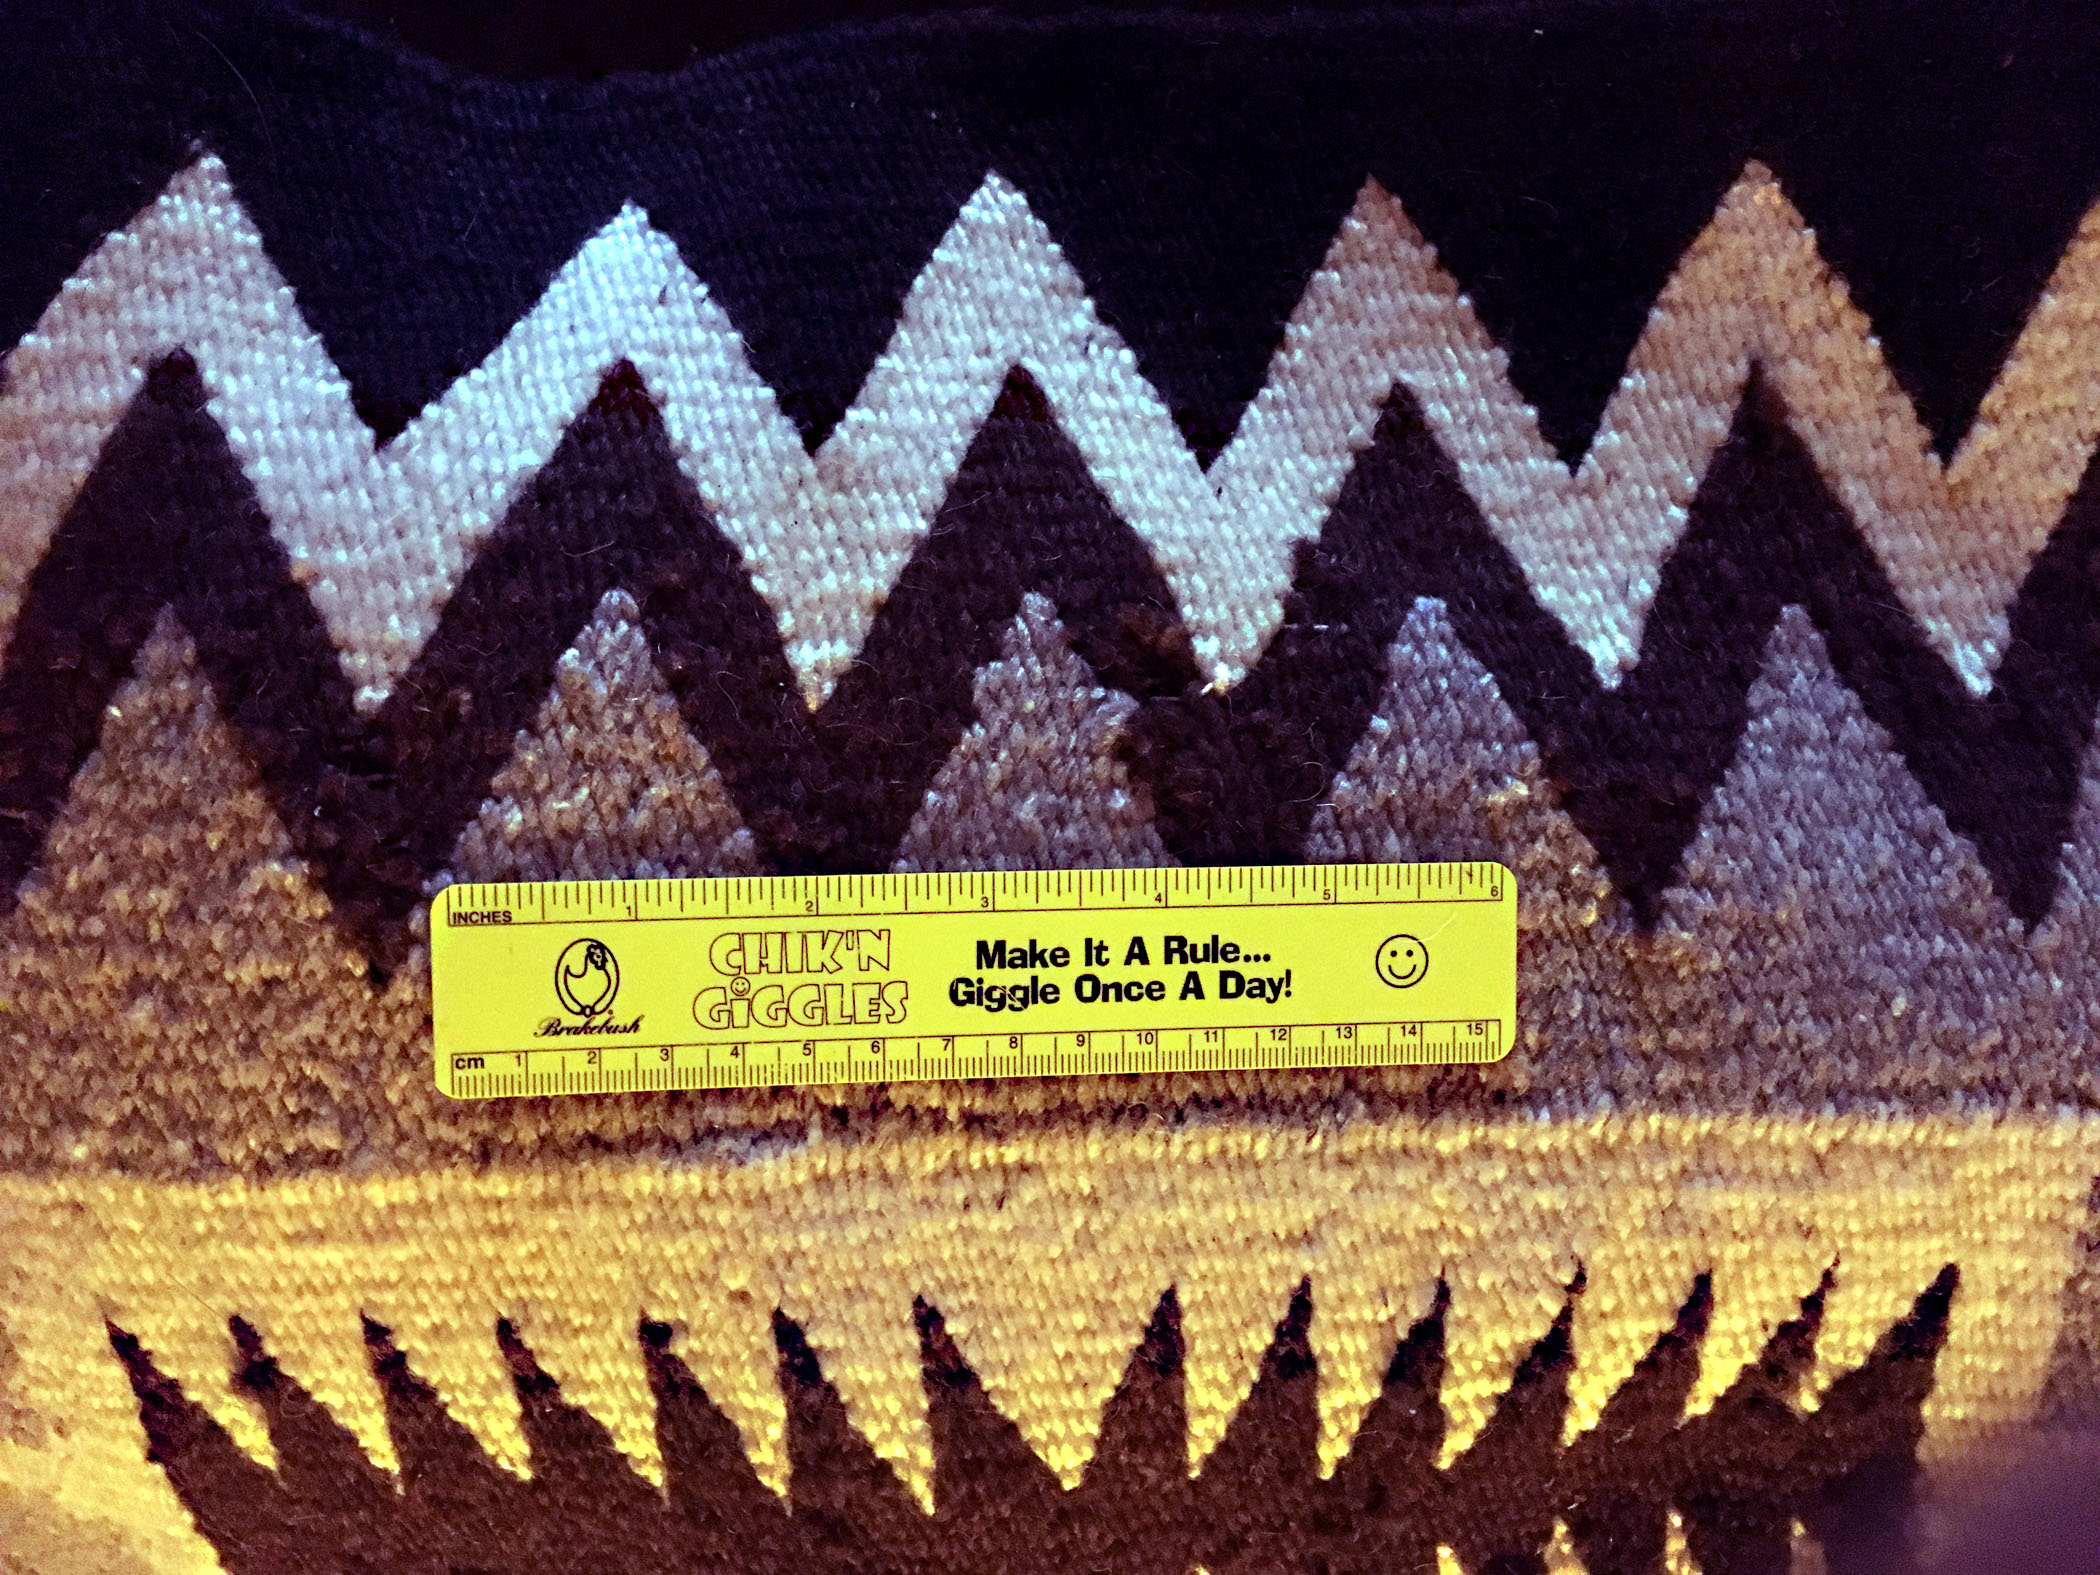 1 2 3 4 5 6
INCHES
CHIK'N
GiGGLES
Make It A Rule...
Giggle Once A Day!
Brakebush
cm 1 2 3 4 5 6 7 8 9 10 11 12 13 14 15